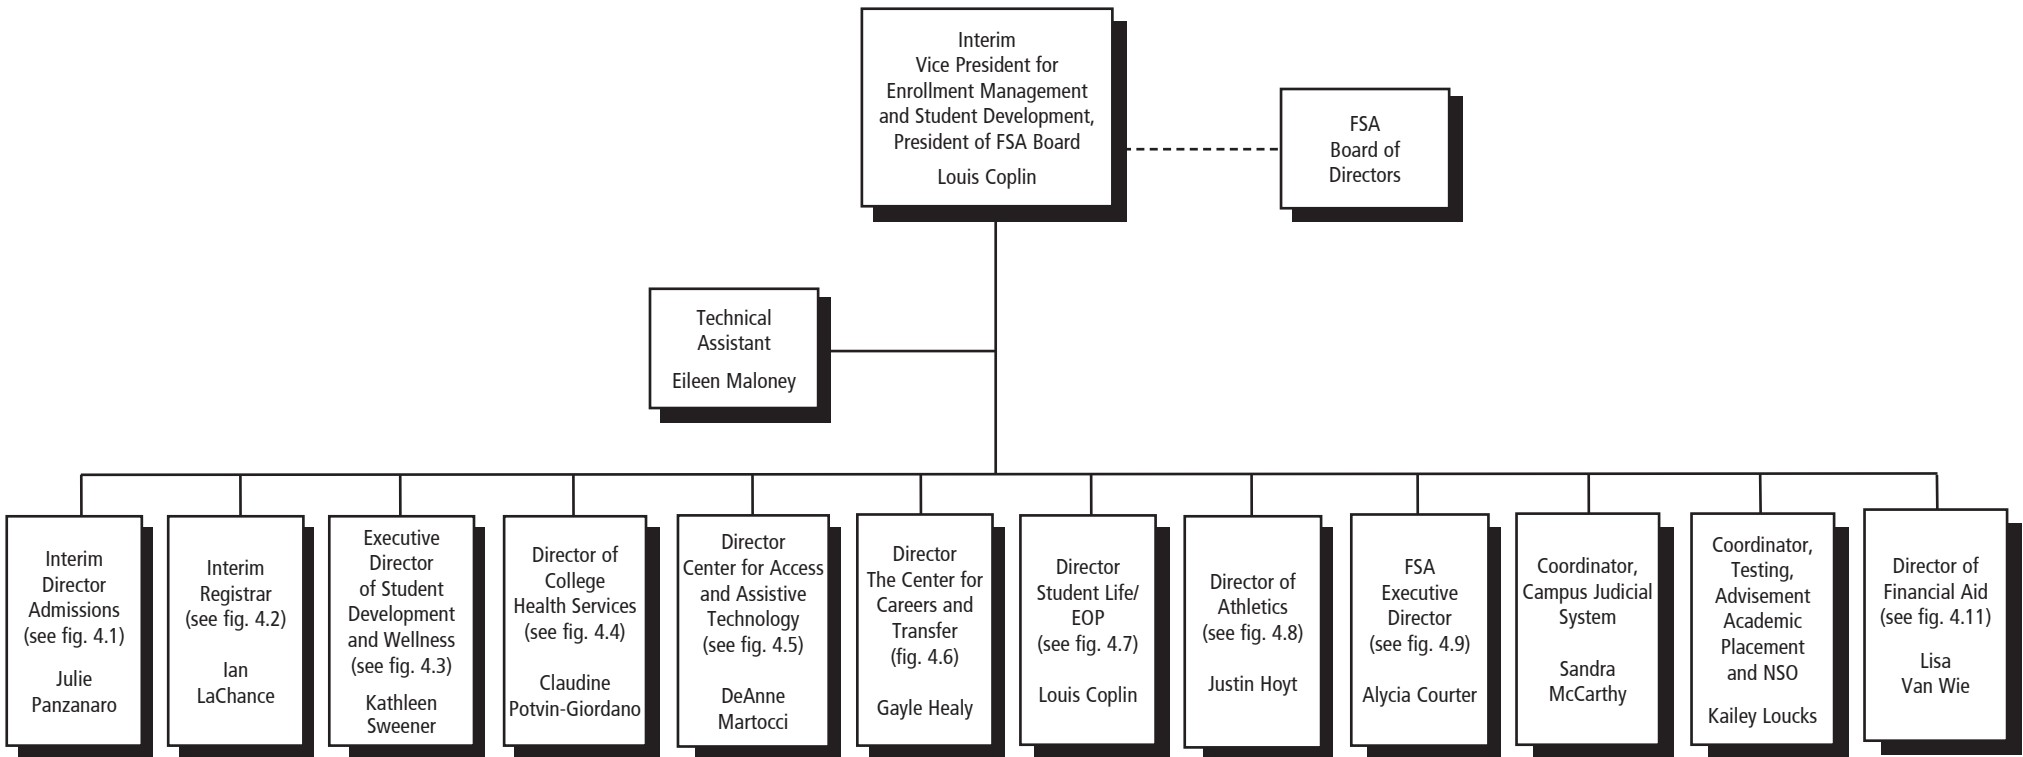 Interim
Vice President for
Enrollment Management
and Student Development,
President of FSA Board
Louis Coplin
FSA
Board of
Directors
Technical
Assistant
Eileen Maloney
Interim
Director
Admissions
(see fig. 4.1)
Julie
Panzanaro
Interim
Registrar
(see fig. 4.2)
Ian
LaChance
Executive
Director
of Student
Development
and Wellness
(see fig. 4.3)
Kathleen
Sweener
Director of
College
Health Services
(see fig. 4.4)
Claudine
Potvin-Giordano
Director
Center for Access
and Assistive
Technology
(see fig. 4.5)
DeAnne
Martocci
Director
The Center for
Careers and
Transfer
(fig. 4.6)
Gayle Healy
Director
Student Life/
EOP
(see fig. 4.7)
Louis Coplin
Director of
Athletics
(see fig. 4.8)
Justin Hoyt
FSA
Executive
Director
(see fig. 4.9)
Alycia Courter
Coordinator,
Campus Judicial
System
Sandra
McCarthy
Coordinator,
Testing,
Advisement
Academic
Placement
and NSO
Kailey Loucks
Director of
Financial Aid
(see fig. 4.11)
Lisa
Van Wie